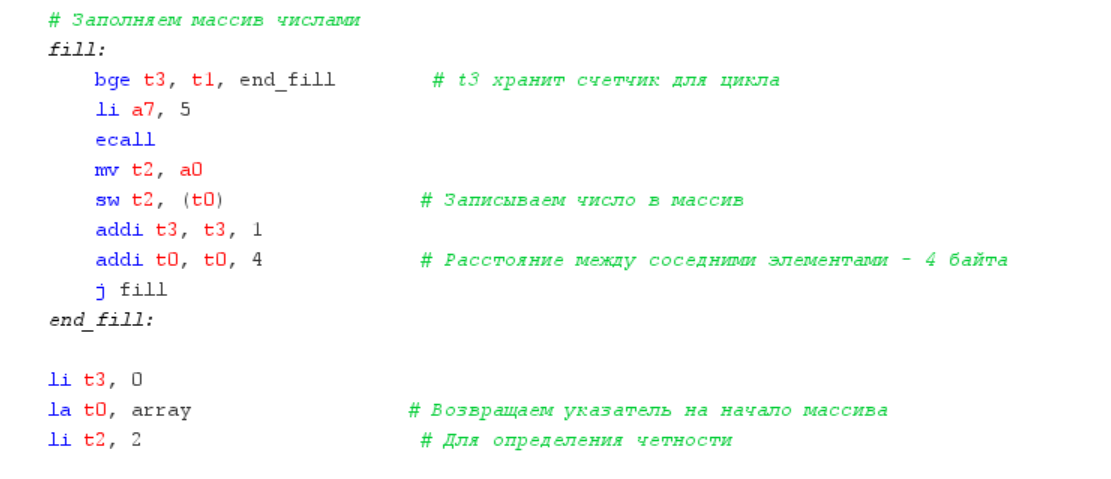 # Заполняем массив числами
fill:
bge t3, t1, end_fill # t3 хранит счетчик для цикла
li a7, 5
ecall
mv t2, a0
sw t2, (t0) # Записываем число в массив
addi t3, t3, 1
addi t0, t0, 4 # Расстояние между соседними элементами - 4 байта
j fill
end_fill:
li t3, 0
la t0, array # Возвращаем указатель на начало массива
li t2, 2 # Для определения четности